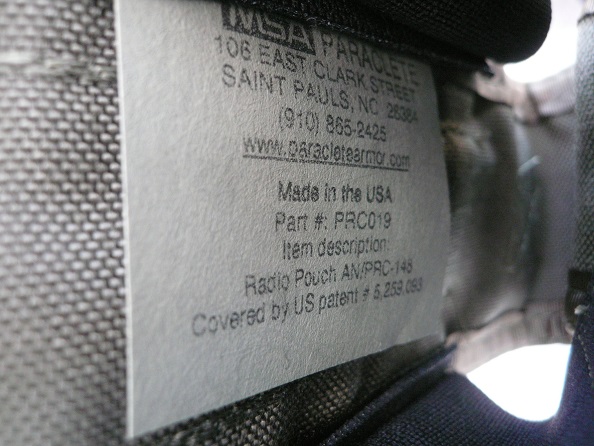 MSA PARACLETE
106 EAST CLARK STREET
SAINT PAULS, NC 28384
(910) 865-2425
www.paracletearmor.com
Made in the USA
Part #: PRC019
Item description:
Radio Pouch AN/PRC-148
Covered by US patent # 5,259,093